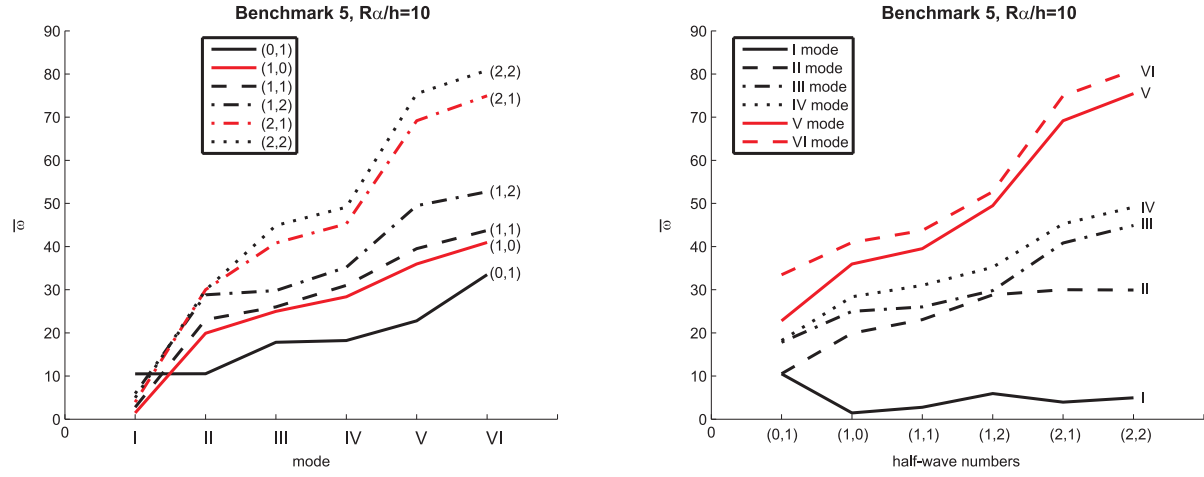 Benchmark 5, Rα/h=10
90
80
70
60
50
40
30
20
10
0
ω
(0,1)
(1,0)
(1,1)
(1,2)
(2,1)
(2,2)
(2,2)
(2,1)
(1,2)
(1,1)
(1,0)
(0,1)
0
I
II
III
IV
V
VI
mode
Benchmark 5, Rα/h=10
90
80
70
60
50
40
30
20
10
0
ω
I mode
II mode
III mode
IV mode
V mode
VI mode
VI
V
IV
III
II
I
0
(0,1)
(1,0)
(1,1)
(1,2)
(2,1)
(2,2)
half-wave numbers